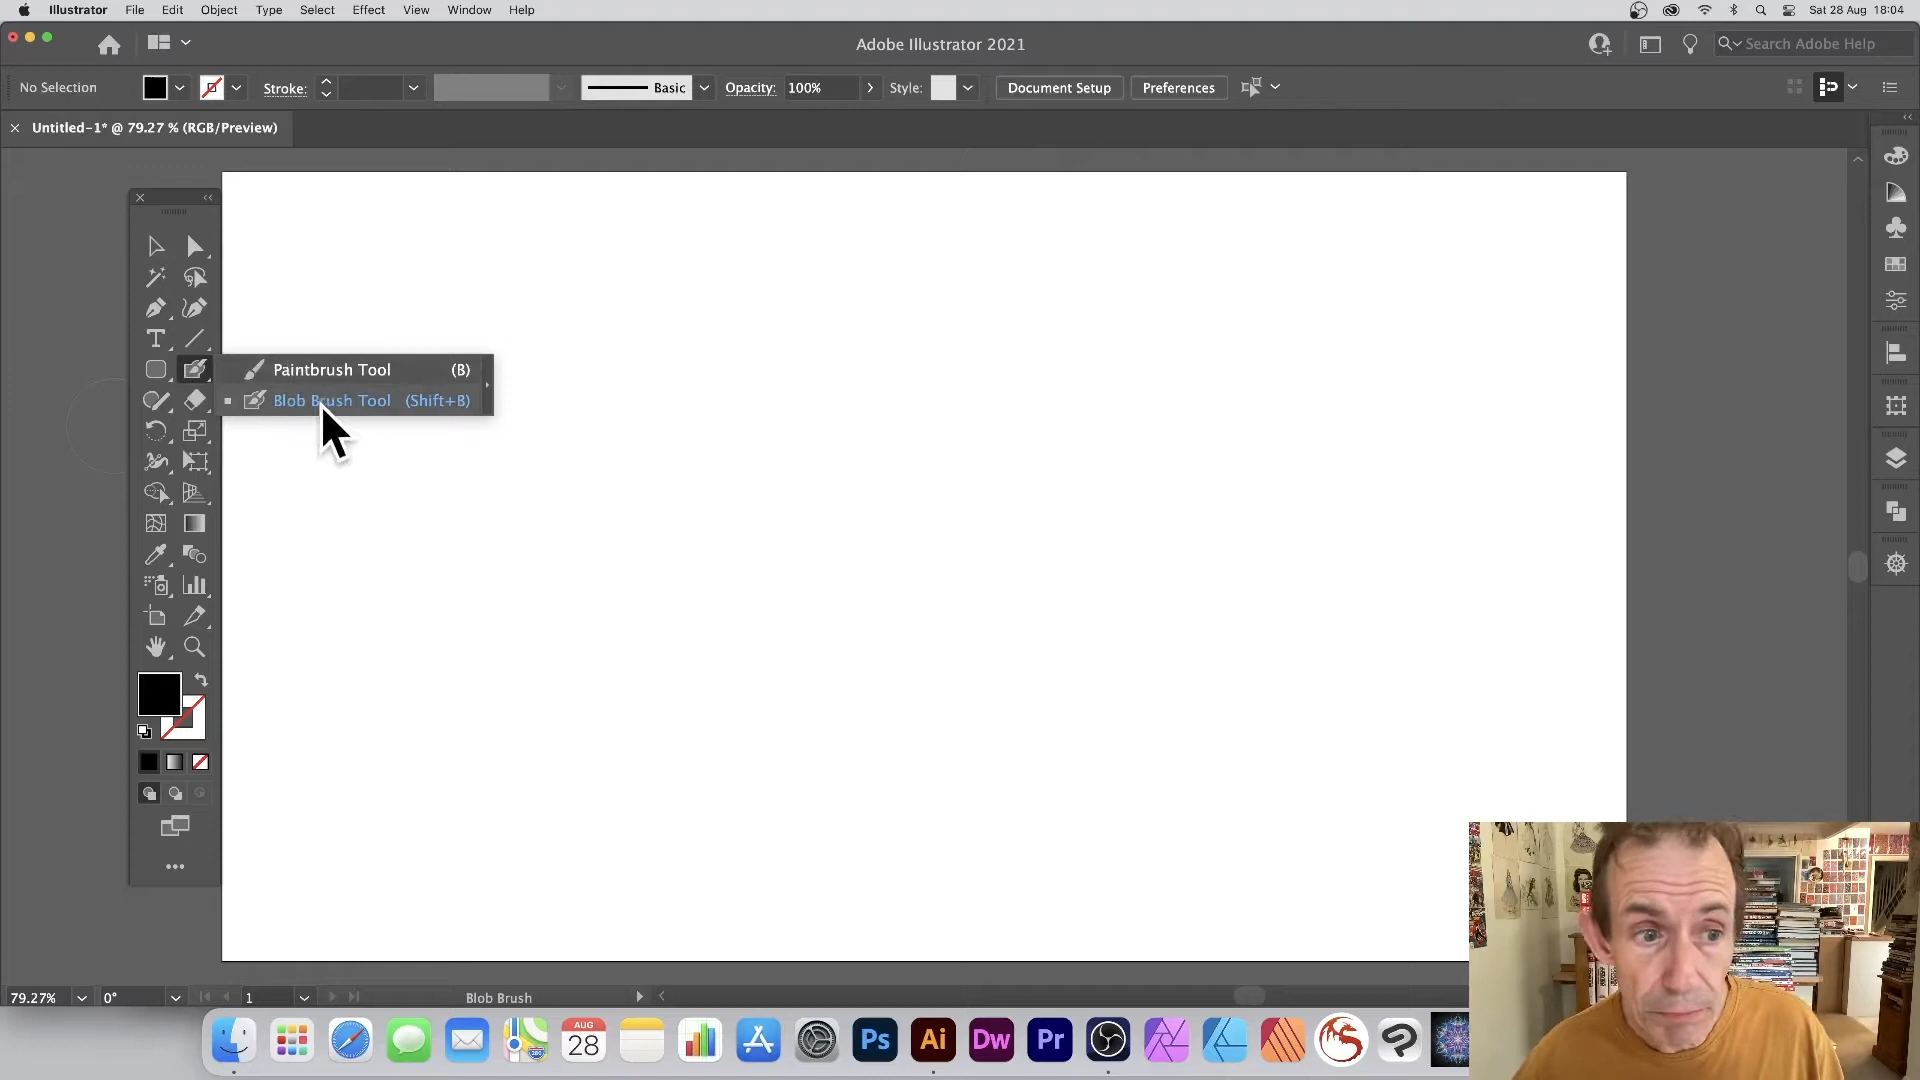 Illustrator File Edit Object Type Select Effect View Window Help Sat 28 Aug 18:04
Adobe Illustrator 2021 Search Adobe Help
No Selection Stroke: Basic Opacity: 100% Style: Document Setup Preferences
Untitled-1* @ 79.27 % (RGB/Preview)
T
Paintbrush Tool (B)
Blob Brush Tool (Shift+B)
79.27% 0° 1 Blob Brush
AUG
28 Ps Ai Dw Pr